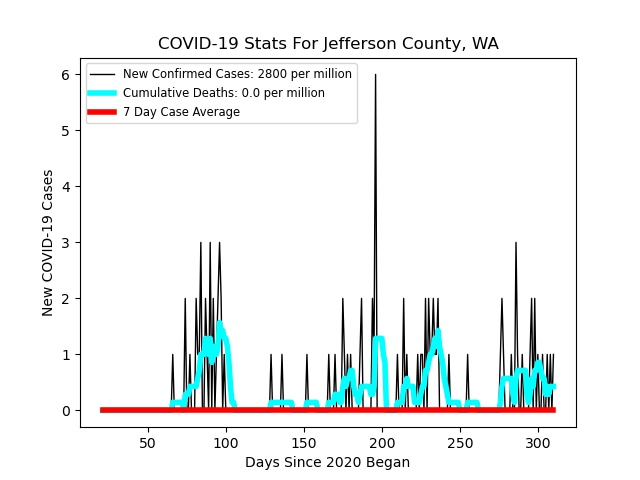 COVID-19 Stats For Jefferson County, WA
New Confirmed Cases: 2800 per million
Cumulative Deaths: 0.0 per million
7 Day Case Average
New COVID-19 Cases
6
5
4
3
2
1
0
50 100 150 200 250 300
Days Since 2020 Began